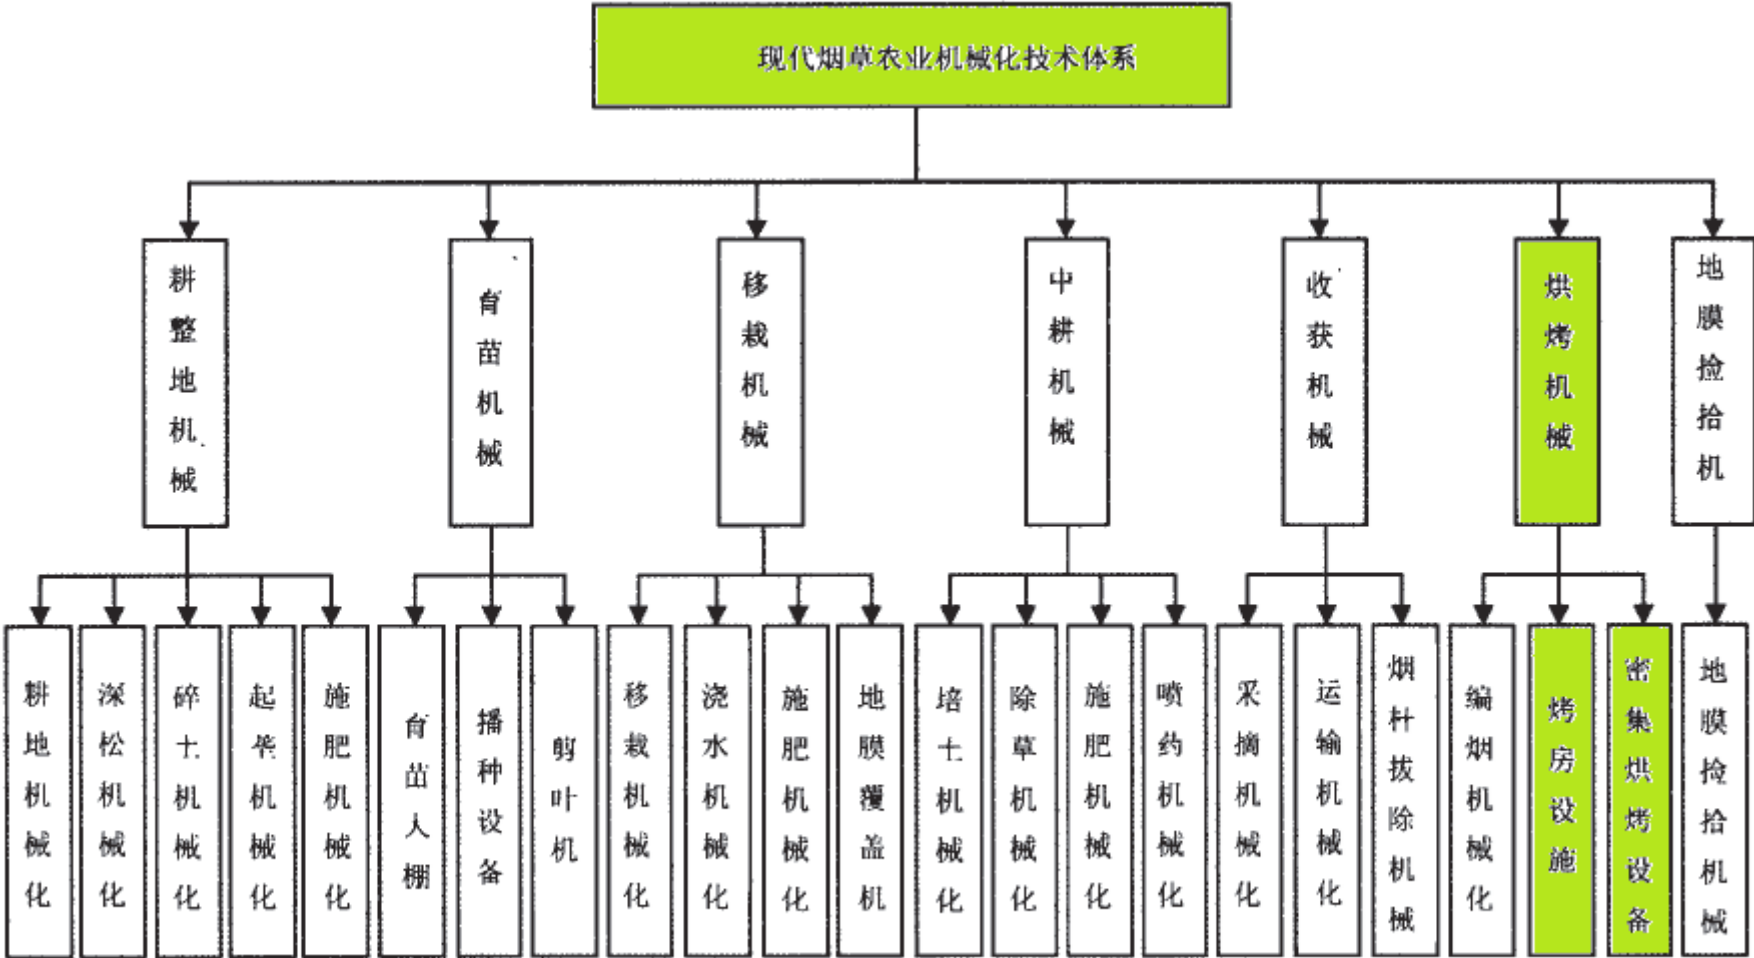 现代烟草农业机械化技术体系
耕整地机械
育苗机械
移栽机械
中耕机械
收获机械
烘烤机械
地膜捡拾机
耕地机械化
深松机械化
碎土机械化
起垄机械化
施肥机械化
育苗大棚
播种设备
剪叶机
移栽机械化
浇水机械化
施肥机械化
地膜覆盖机
培土机械化
除草机械化
施肥机械化
喷药机械化
采摘机械化
运输机械化
烟杆拔除机械
编烟机械化
烤房设施
密集烘烤设备
地膜捡拾机械